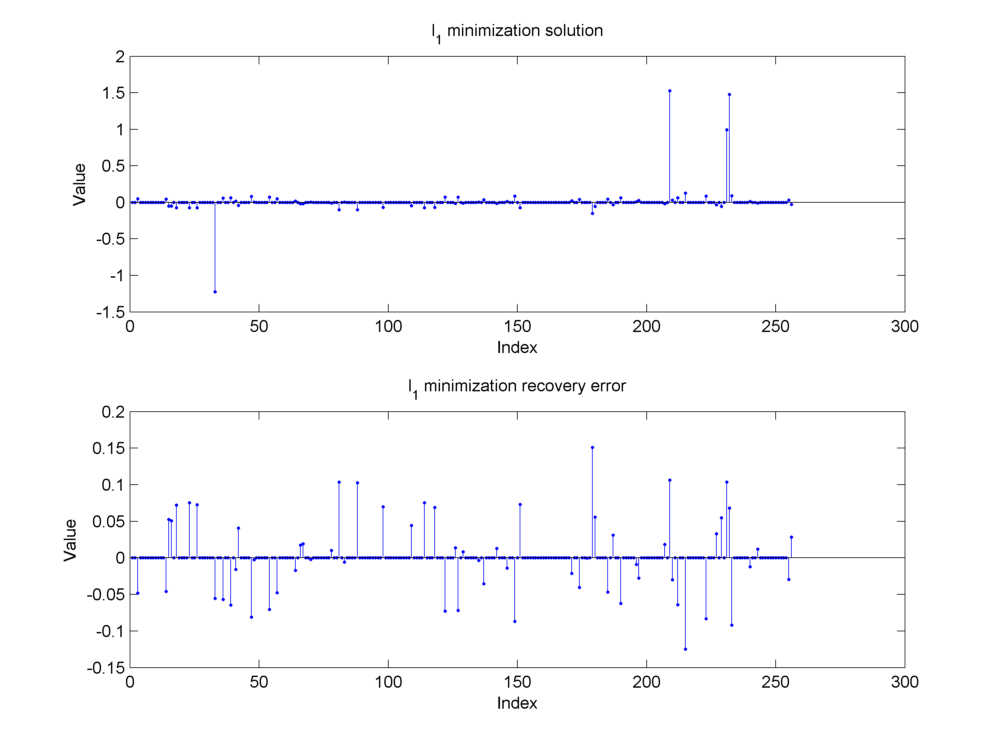 l1 minimization solution
2
1.5
1
0.5
0
-0.5
-1
-1.5
Value
0 50 100 150 200 250 300
Index
l1 minimization recovery error
0.2
0.15
0.1
0.05
0
-0.05
-0.1
-0.15
Value
0 50 100 150 200 250 300
Index